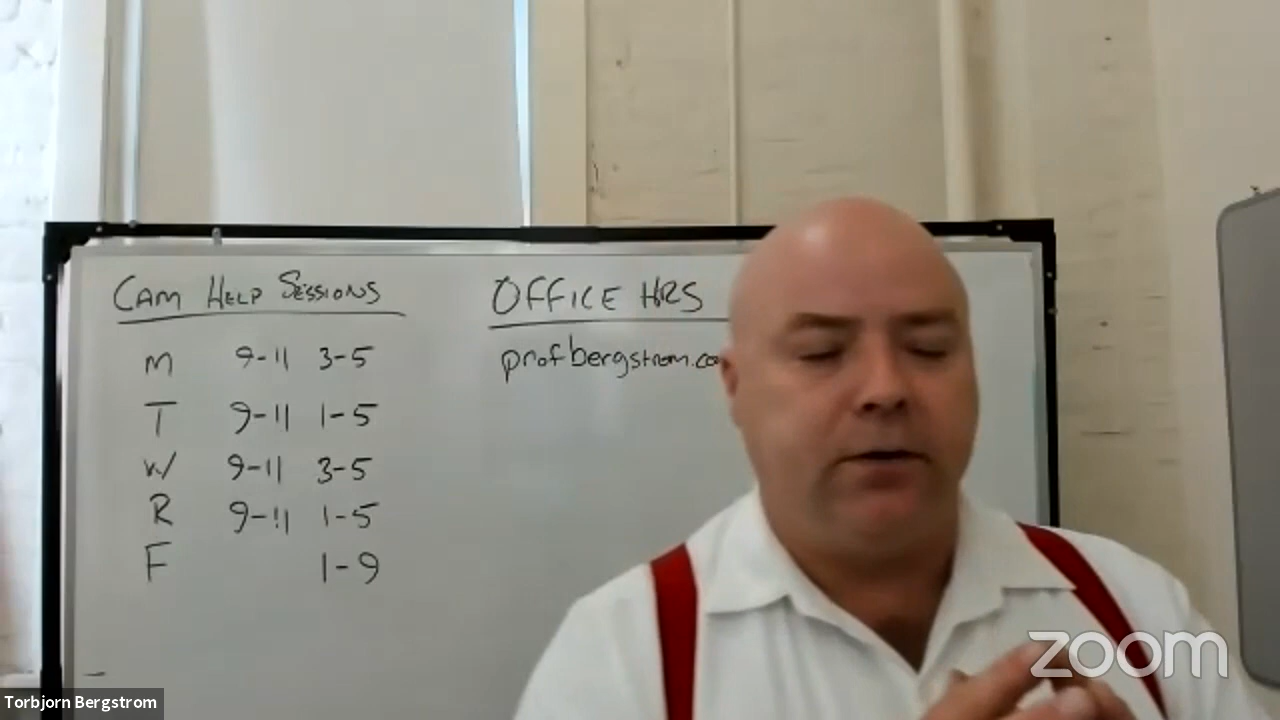 CAM HELP SESSIONS
M 9-11 3-5
T 9-11 1-5
W 9-11 3-5
R 9-11 1-5
F 1-9
OFFICE HRS
profbergstrom.co
zoom
Torbjorn Bergstrom